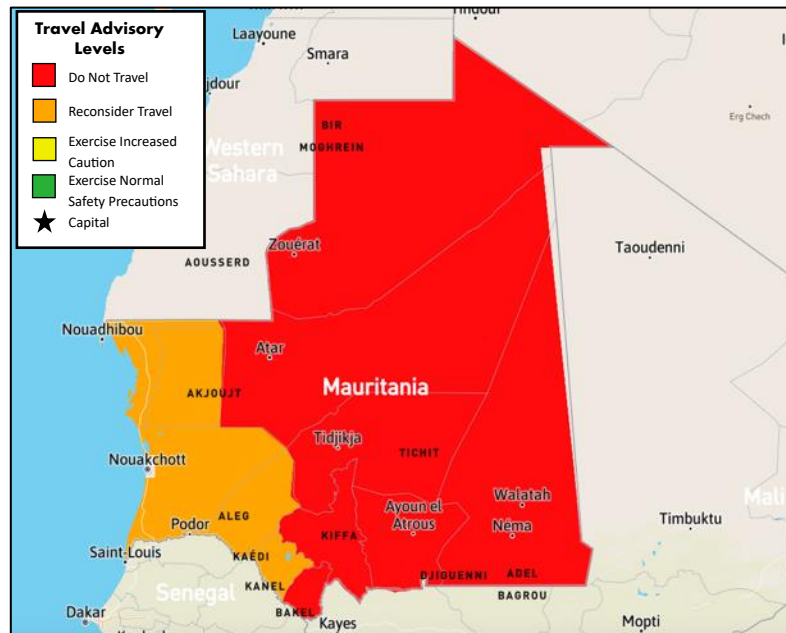 Travel Advisory
Levels
Do Not Travel
Reconsider Travel
Exercise Increased
Caution
Exercise Normal
Safety Precautions
Capital
Laayoune
Smara
Erg Chech
BIR
MOGHREIN
Western
Sahara
Zouérat
AOUSSERD
Taoudenni
Nouadhibou
Atar
Mauritania
AKJOUJT
Tidjikja
TICHIT
Nouakchott
Walatah
Mali
Ayoun el
Atrous
Néma
Timbuktu
ALEG
Podor
KIFFA
Saint-Louis
KAÉDI
DJIGUENNI
ADEL
BAGROU
KANEL
Senegal
BAKEL
Kayes
Mopti
Dakar